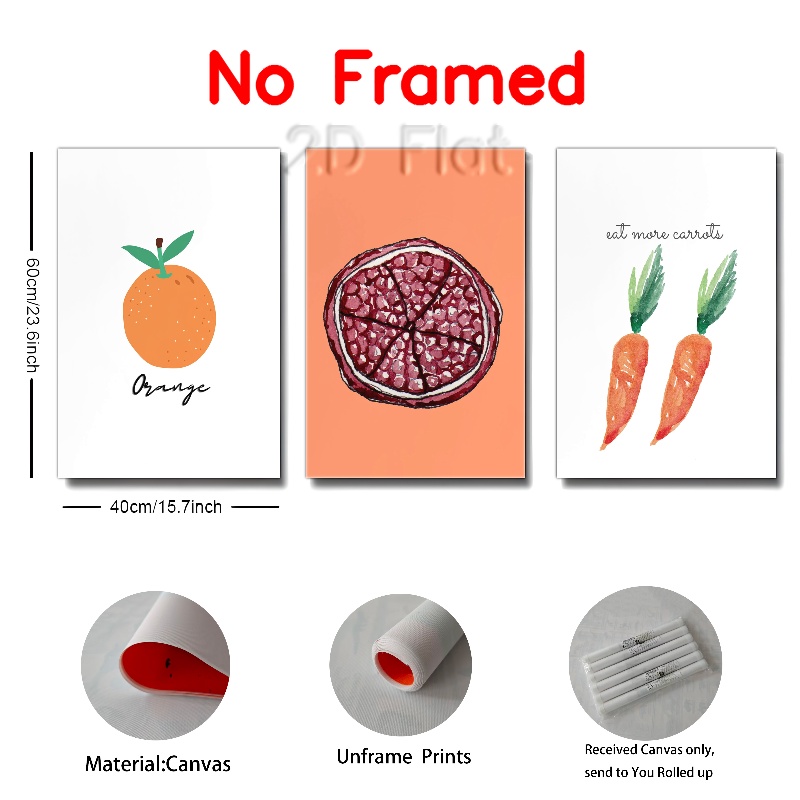 No Framed
2D Flat
eat more carrots
60cm/23.6inch
Orange
40cm/15.7inch
Material:Canvas
Unframe Prints
Received Canvas only,
send to You Rolled up